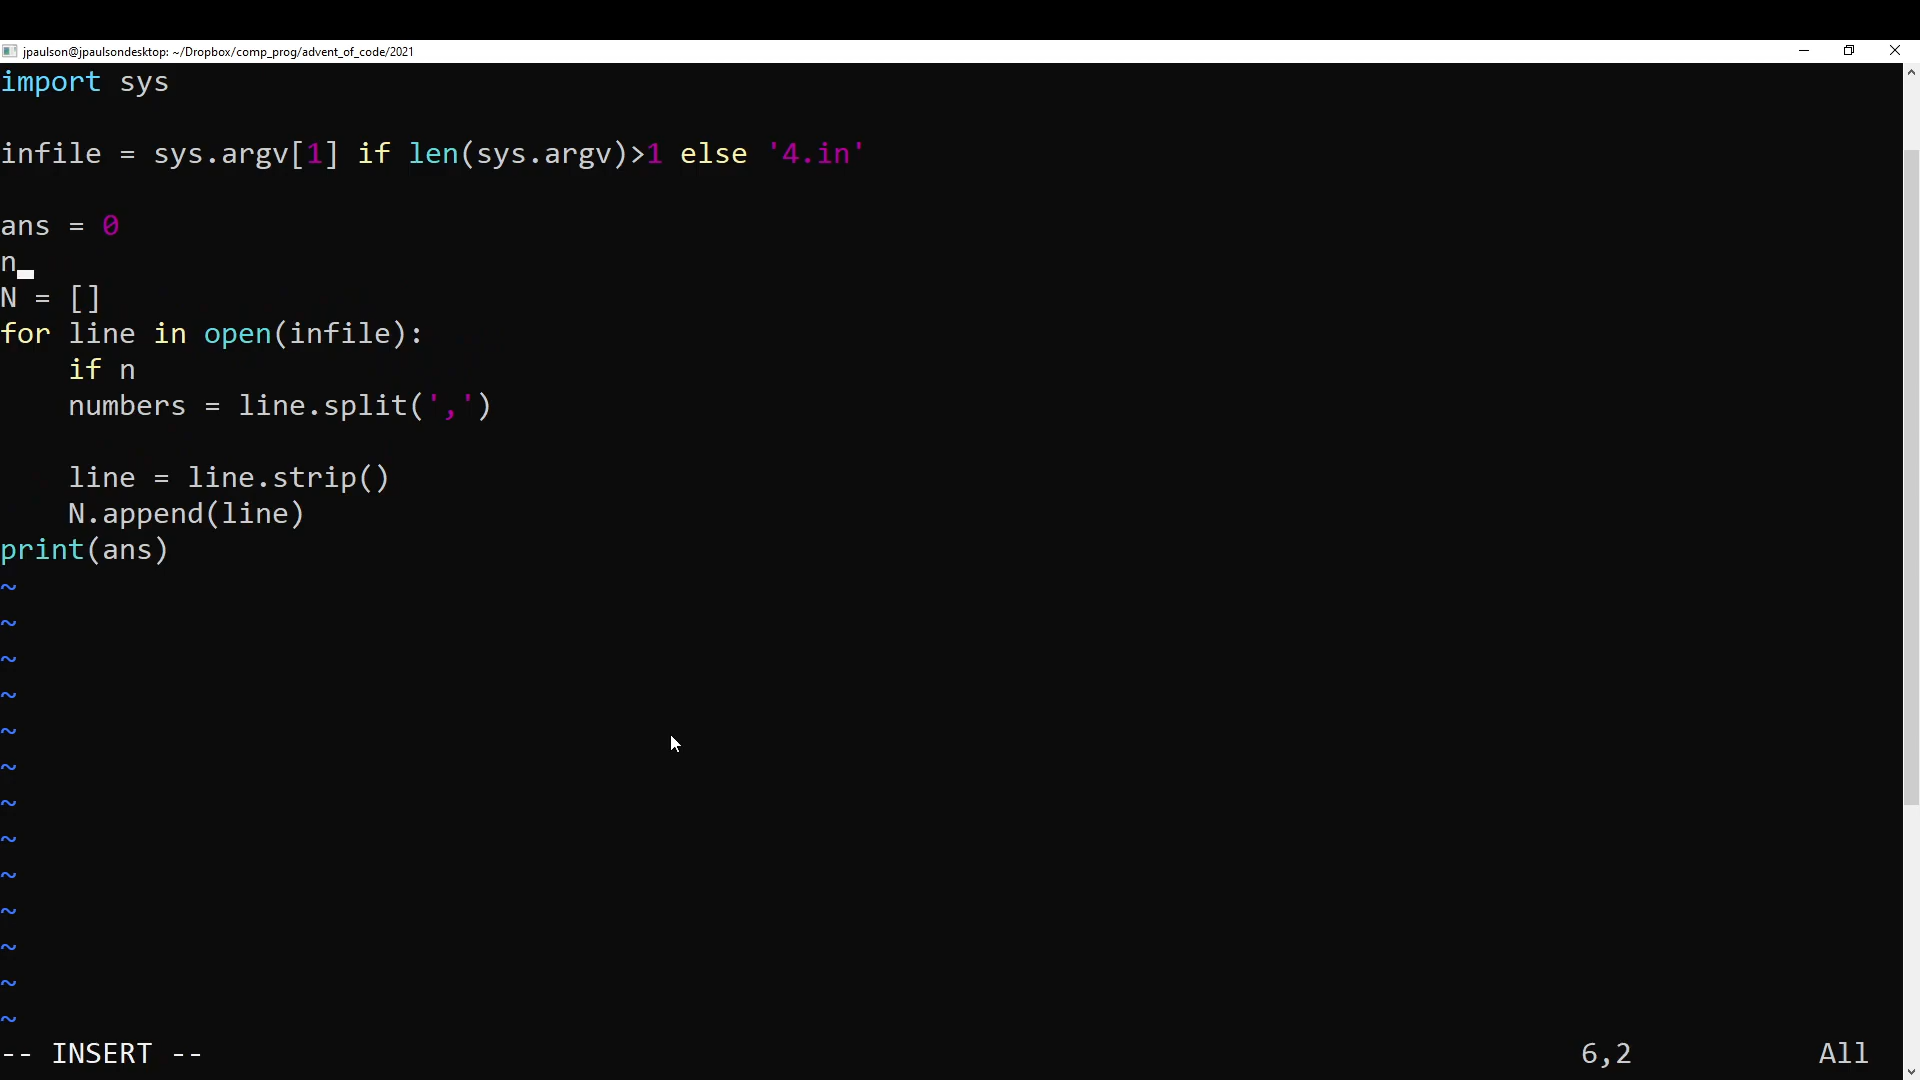 jpaulson@jpaulsondesktop: ~/Dropbox/comp_prog/advent_of_code/2021
import sys
infile = sys.argv[1] if len(sys.argv)>1 else '4.in'
ans = 0
n
N = []
for line in open(infile):
    if n
    numbers = line.split(',')
    line = line.strip()
    N.append(line)
print(ans)
~
~
~
~
~
~
~
~
~
~
~
~
~
-- INSERT -- 6,2 All